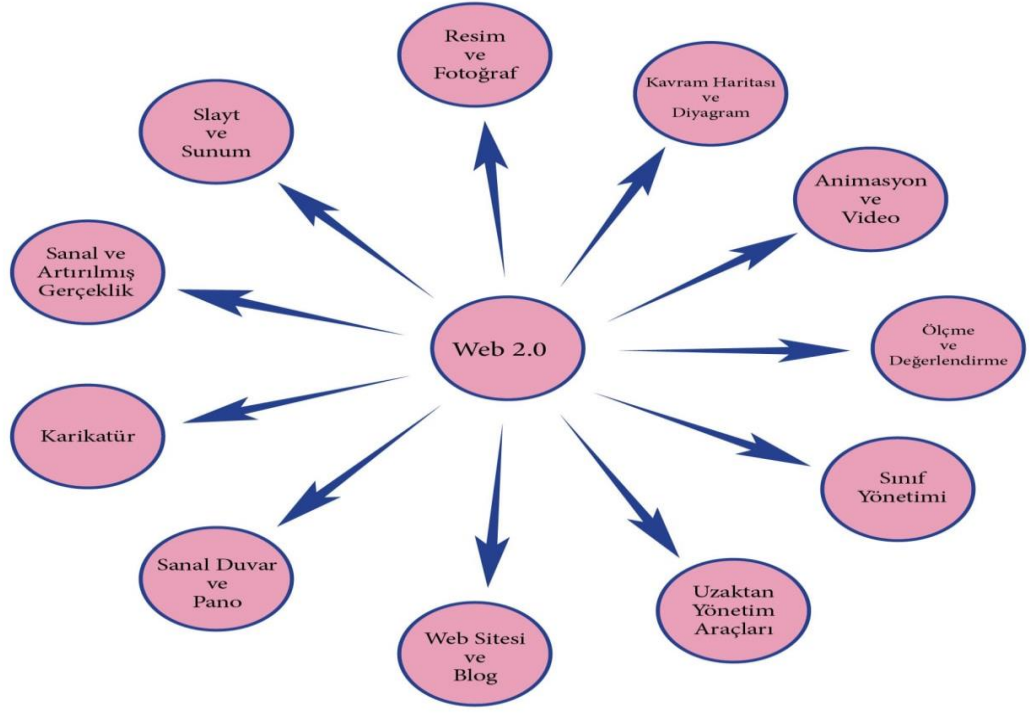 Resim
ve
Fotoğraf
Kavram Haritası
ve
Diyagram
Animasyon
ve
Video
Ölçme
ve
Değerlendirme
Sınıf
Yönetimi
Uzaktan
Yönetim
Araçları
Web Sitesi
ve
Blog
Sanal Duvar
ve
Pano
Karikatür
Sanal ve
Artırılmış
Gerçeklik
Slayt
ve
Sunum
Web 2.0